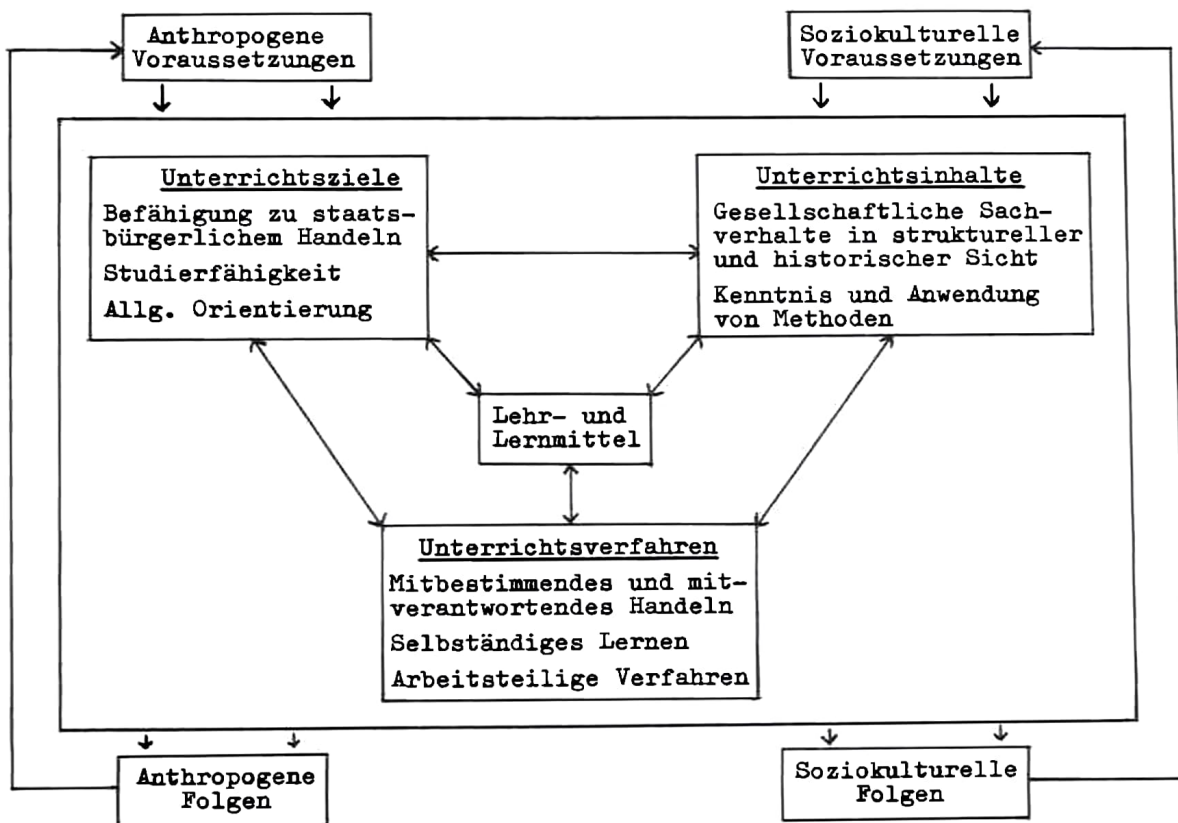 Anthropogene
Voraussetzungen
Soziokulturelle
Voraussetzungen
Unterrichtsziele
Befähigung zu staats-
bürgerlichem Handeln
Studierfähigkeit
Allg. Orientierung
Unterrichtsinhalte
Gesellschaftliche Sach-
verhalte in struktureller
und historischer Sicht
Kenntnis und Anwendung
von Methoden
Lehr- und
Lernmittel
Unterrichtsverfahren
Mitbestimmendes und mit-
verantwortendes Handeln
Selbständiges Lernen
Arbeitsteilige Verfahren
Anthropogene
Folgen
Soziokulturelle
Folgen